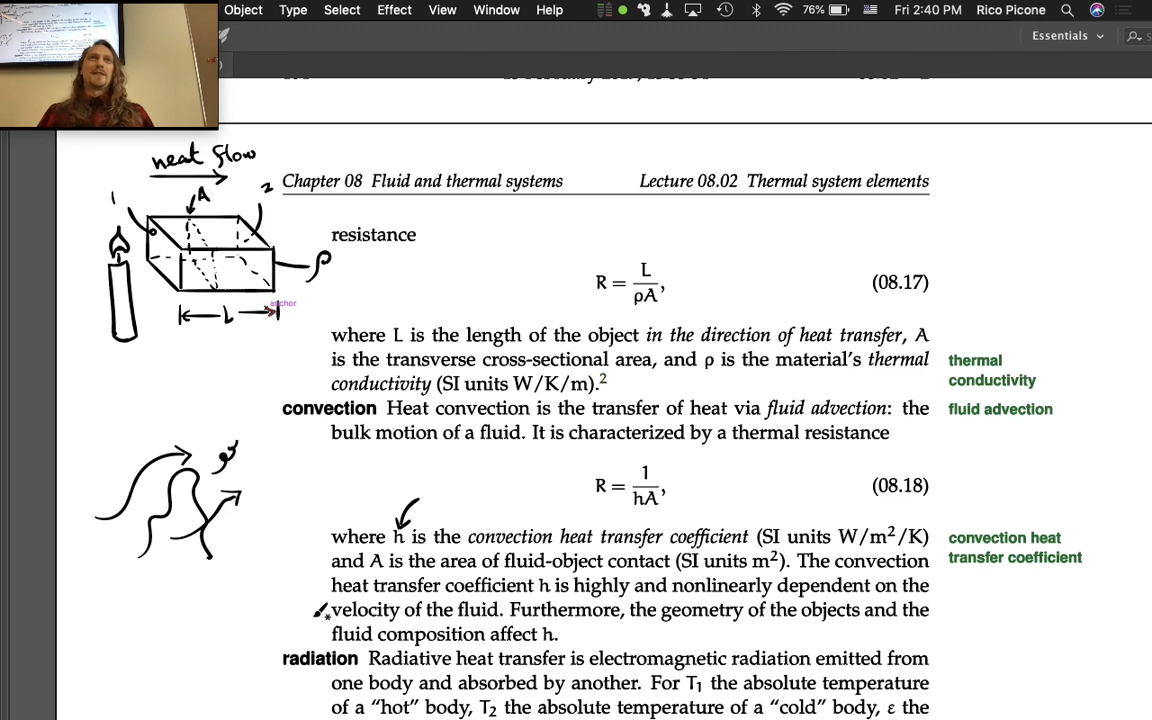 Object Type Select Effect View Window Help 76% Fri 2:40 PM Rico Picone
Essentials
Chapter 08 Fluid and thermal systems Lecture 08.02 Thermal system elements
heat flow
1
A
2
ρ
L
anchor
resistance
R = L/ρA, (08.17)
where L is the length of the object in the direction of heat transfer, A
is the transverse cross-sectional area, and ρ is the material's thermal
conductivity (SI units W/K/m).2
thermal
conductivity
convection Heat convection is the transfer of heat via fluid advection: the
bulk motion of a fluid. It is characterized by a thermal resistance
fluid advection
R = 1/hA, (08.18)
where h is the convection heat transfer coefficient (SI units W/m²/K)
and A is the area of fluid-object contact (SI units m²). The convection
heat transfer coefficient h is highly and nonlinearly dependent on the
velocity of the fluid. Furthermore, the geometry of the objects and the
fluid composition affect h.
convection heat
transfer coefficient
radiation Radiative heat transfer is electromagnetic radiation emitted from
one body and absorbed by another. For T₁ the absolute temperature
of a "hot" body, T₂ the absolute temperature of a "cold" body, ε the